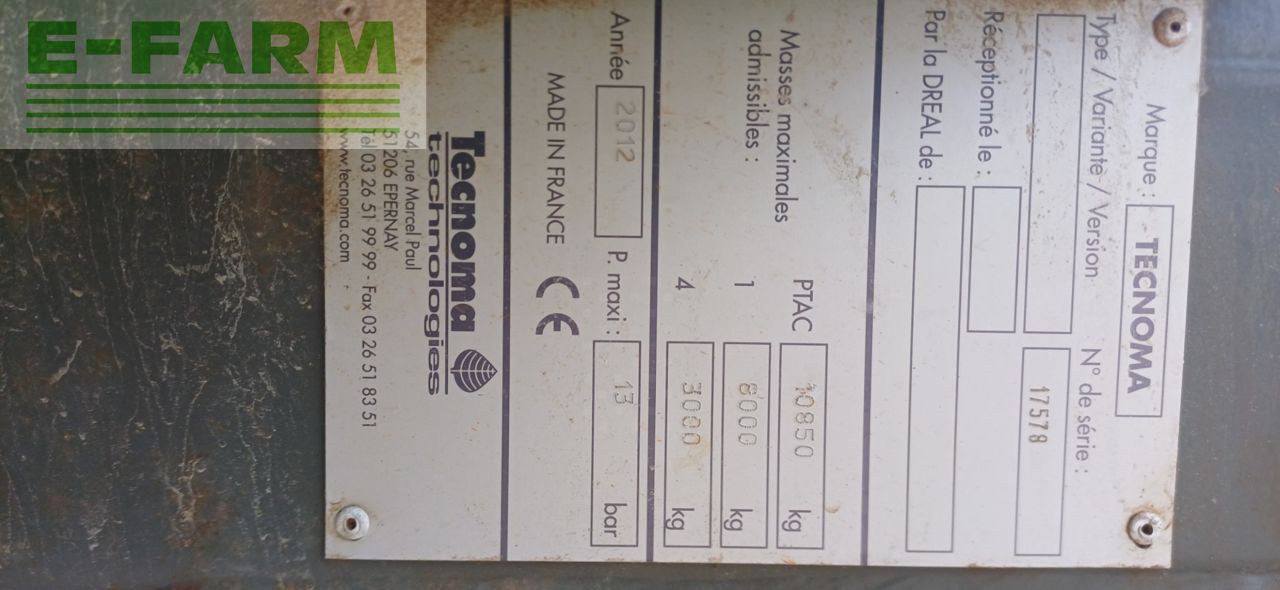 E-FARM
Marque : TECNOMA
Type / Variante / Version N° de série :
17578
Réceptionné le :
Par la DREAL de :
Masses maximales PTAC 10850 kg
admissibles : 1 6000 kg
4 3000 kg
Année 2012 P. maxi : 13 bar
MADE IN FRANCE CE
Tecnoma
technologies
54, rue Marcel Paul
51206 EPERNAY
Tél 03 26 51 99 99 - Fax 03 26 51 83 51
www.tecnoma.com